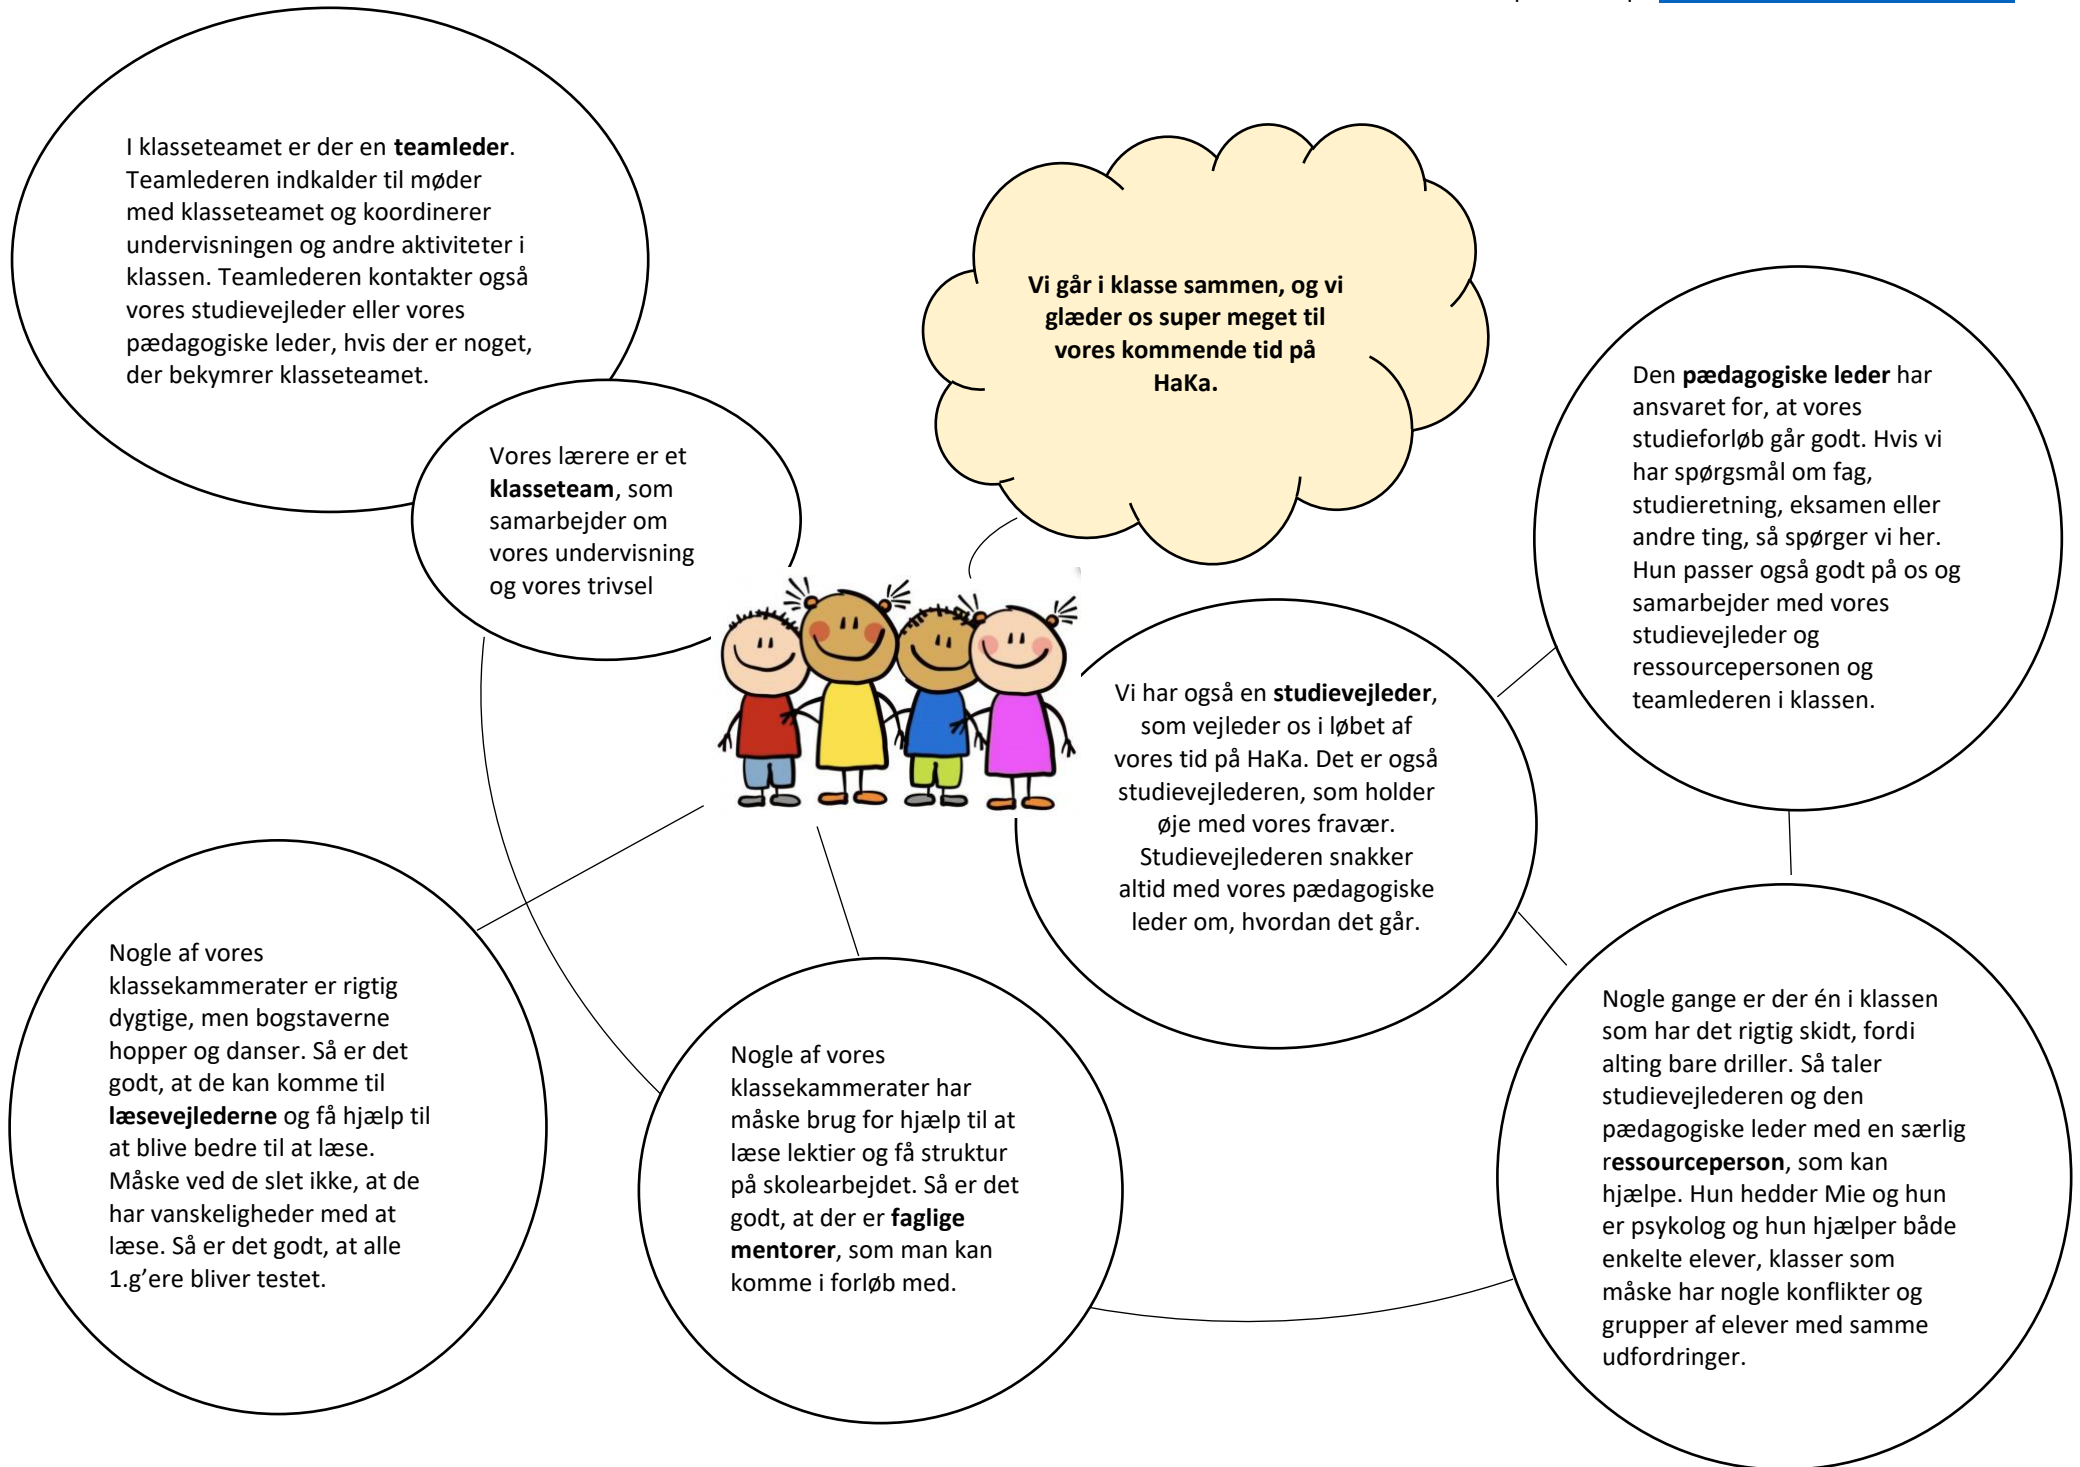 I klasseteamet er der en teamleder.
Teamlederen indkalder til møder
med klasseteamet og koordinerer
undervisningen og andre aktiviteter i
klassen. Teamlederen kontakter også
vores studievejleder eller vores
pædagogiske leder, hvis der er noget,
der bekymrer klasseteamet.
Vores lærere er et
klasseteam, som
samarbejder om
vores undervisning
og vores trivsel
Vi går i klasse sammen, og vi
glæder os super meget til
vores kommende tid på
HaKa.
Den pædagogiske leder har
ansvaret for, at vores
studieforløb går godt. Hvis vi
har spørgsmål om fag,
studieretning, eksamen eller
andre ting, så spørger vi her.
Hun passer også godt på os og
samarbejder med vores
studievejleder og
ressourcepersonen og
teamlederen i klassen.
Vi har også en studievejleder,
som vejleder os i løbet af
vores tid på HaKa. Det er også
studievejlederen, som holder
øje med vores fravær.
Studievejlederen snakker
altid med vores pædagogiske
leder om, hvordan det går.
Nogle af vores
klassekammerater er rigtig
dygtige, men bogstaverne
hopper og danser. Så er det
godt, at de kan komme til
læsevejlederne og få hjælp til
at blive bedre til at læse.
Måske ved de slet ikke, at de
har vanskeligheder med at
læse. Så er det godt, at alle
1.g’ere bliver testet.
Nogle af vores
klassekammerater har
måske brug for hjælp til at
læse lektier og få struktur
på skolearbejdet. Så er det
godt, at der er faglige
mentorer, som man kan
komme i forløb med.
Nogle gange er der én i klassen
som har det rigtig skidt, fordi
alting bare driller. Så taler
studievejlederen og den
pædagogiske leder med en særlig
ressourceperson, som kan
hjælpe. Hun hedder Mie og hun
er psykolog og hun hjælper både
enkelte elever, klasser som
måske har nogle konflikter og
grupper af elever med samme
udfordringer.